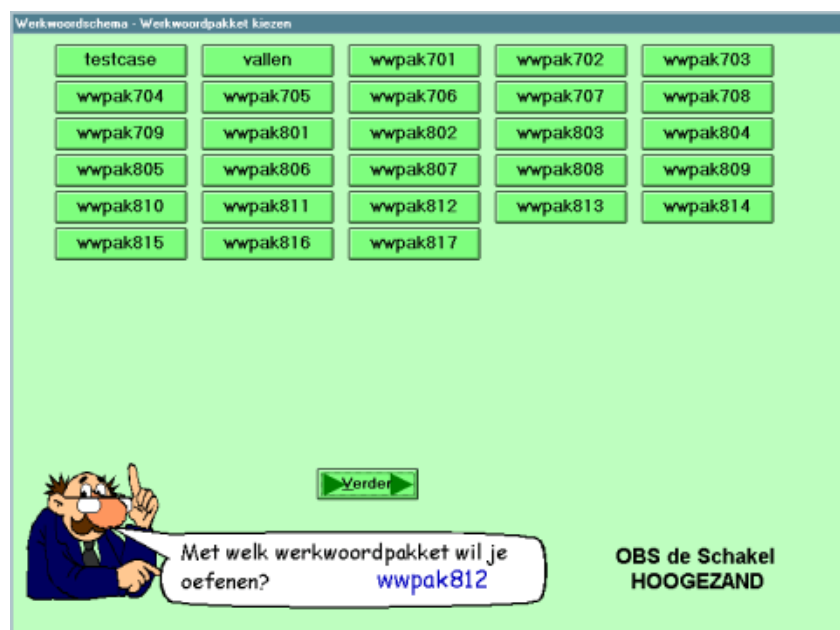 Werkwoordschema - Werkwoordpakket kiezen
testcase vallen wwpak701 wwpak702 wwpak703
wwpak704 wwpak705 wwpak706 wwpak707 wwpak708
wwpak709 wwpak801 wwpak802 wwpak803 wwpak804
wwpak805 wwpak806 wwpak807 wwpak808 wwpak809
wwpak810 wwpak811 wwpak812 wwpak813 wwpak814
wwpak815 wwpak816 wwpak817
Verder
Met welk werkwoordpakket wil je
oefenen? wwpak812
OBS de Schakel
HOOGEZAND